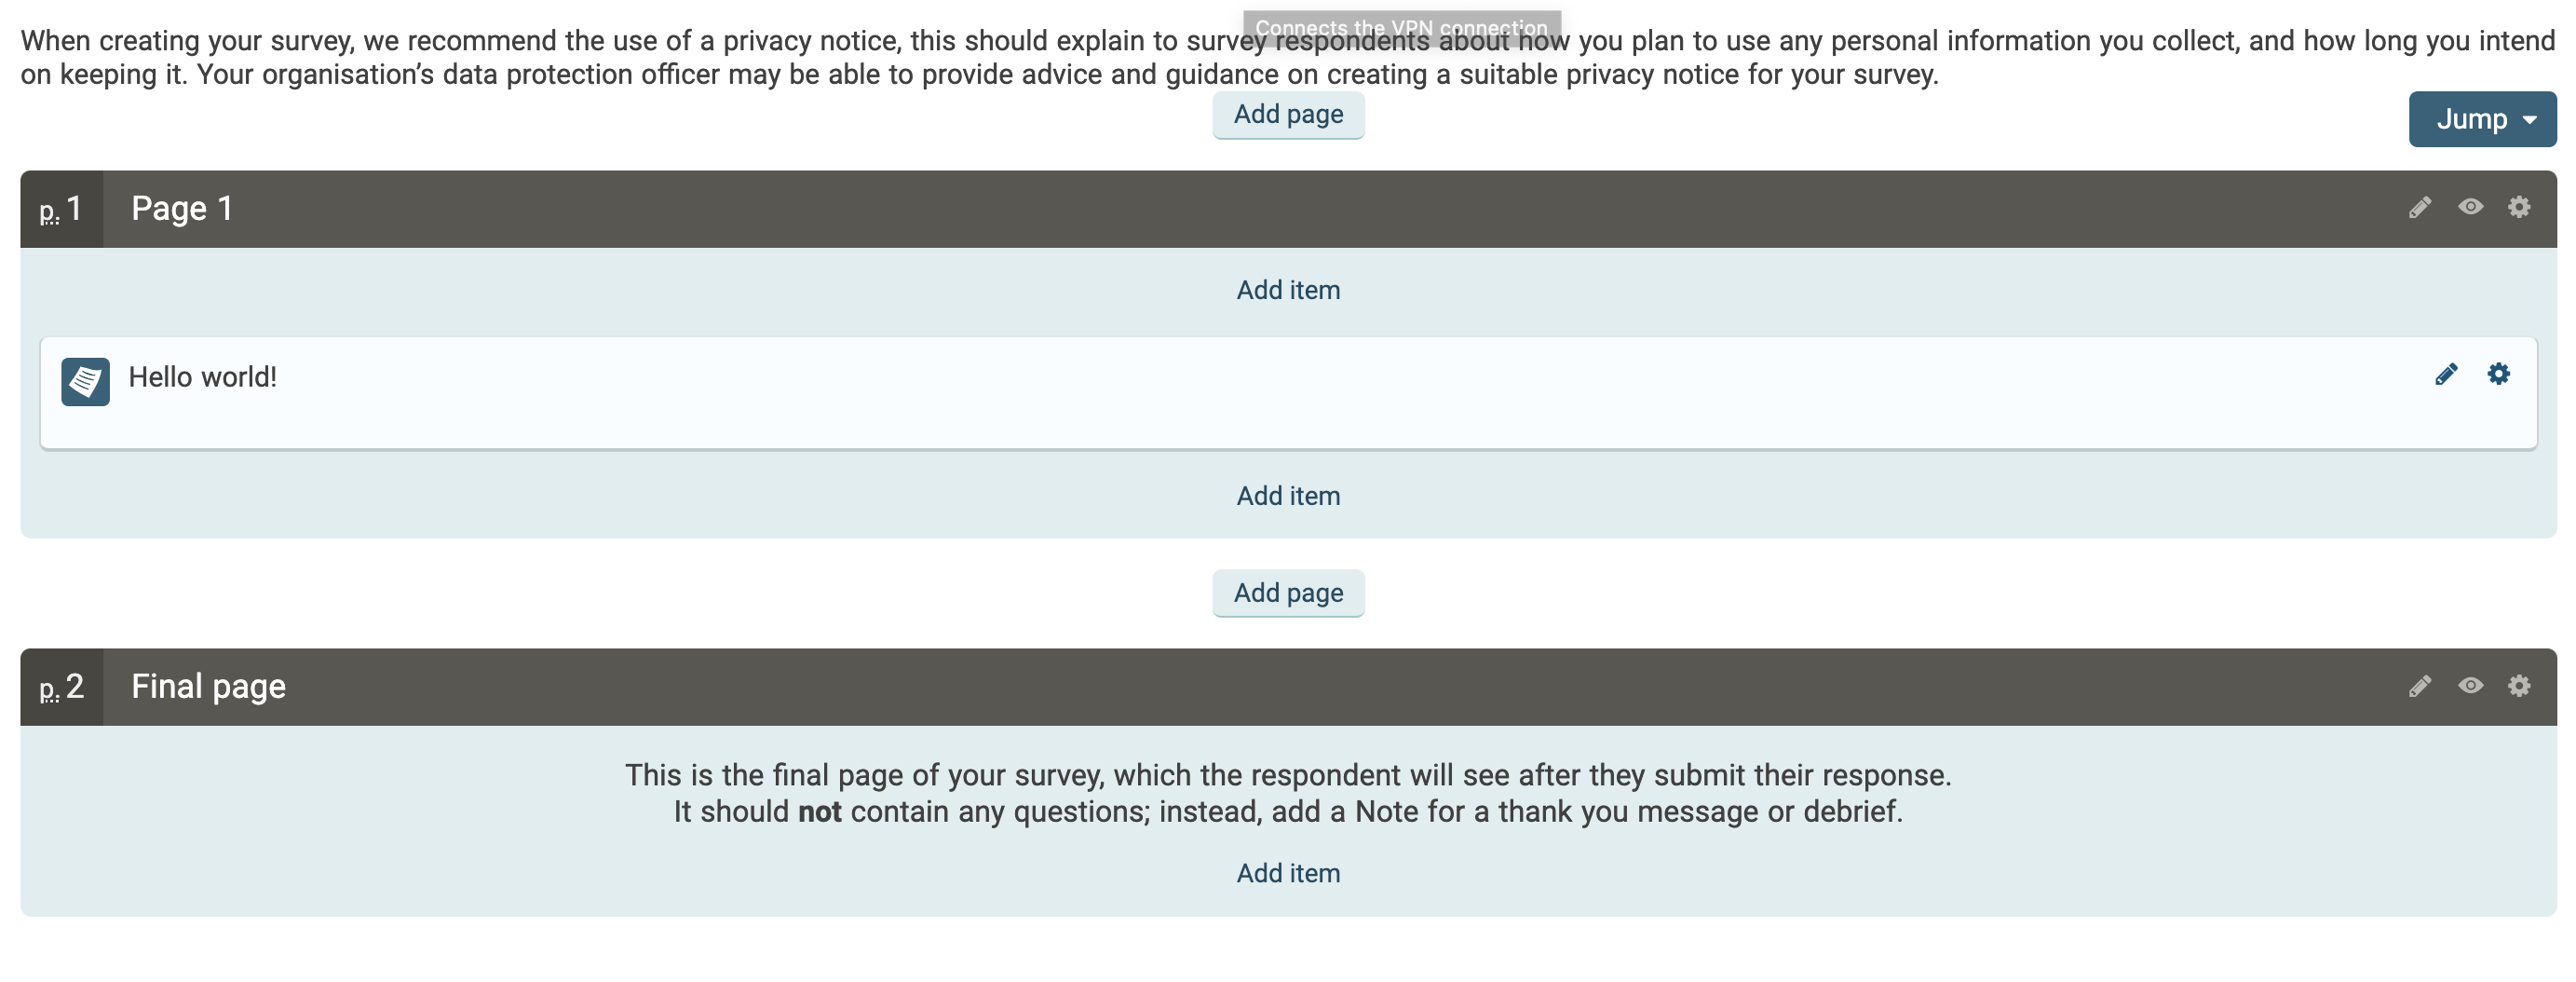 Connects the VPN connection
When creating your survey, we recommend the use of a privacy notice, this should explain to survey respondents about how you plan to use any personal information you collect, and how long you intend
on keeping it. Your organisation’s data protection officer may be able to provide advice and guidance on creating a suitable privacy notice for your survey.
Add page
Jump
p. 1 Page 1
Add item
Hello world!
Add item
Add page
p. 2 Final page
This is the final page of your survey, which the respondent will see after they submit their response.
It should not contain any questions; instead, add a Note for a thank you message or debrief.
Add item